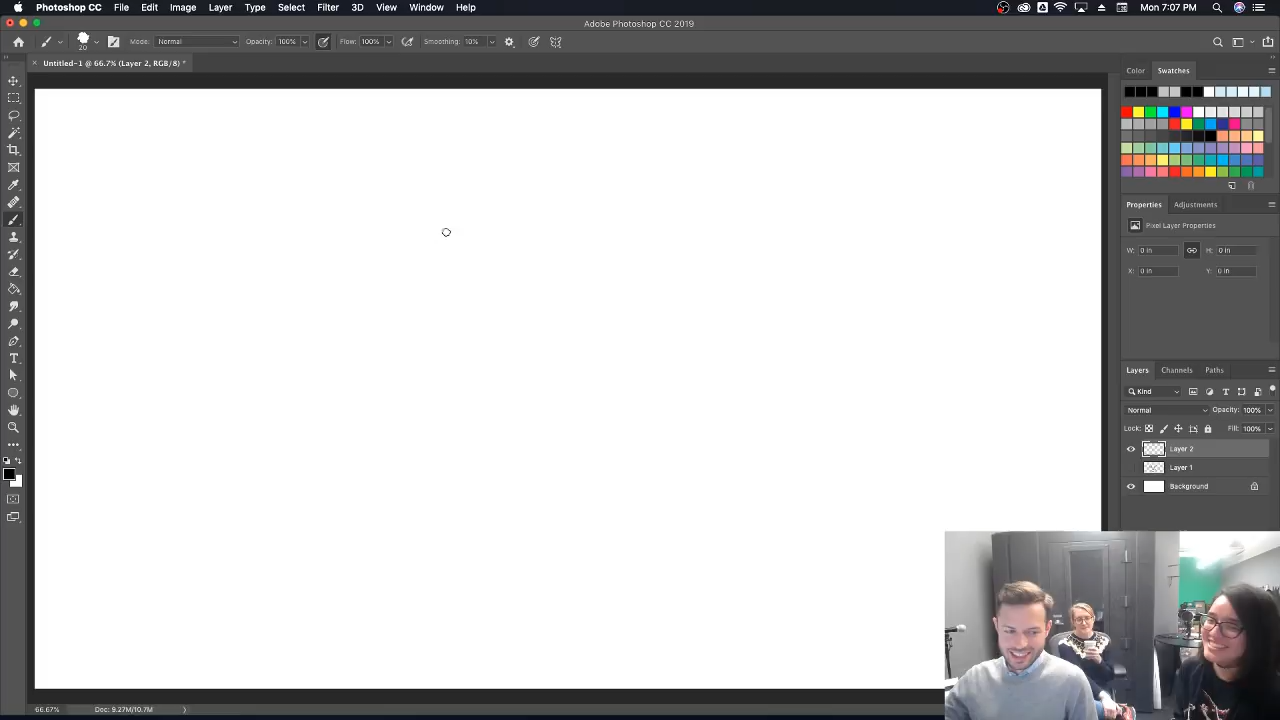 Photoshop CC File Edit Image Layer Type Select Filter 3D View Window Help Mon 7:07 PM
Adobe Photoshop CC 2019
20 Mode: Normal Opacity: 100% Flow: 100% Smoothing: 10%
Untitled-1 @ 66.7% (Layer 2, RGB/8) *
Color Swatches
Properties Adjustments
Pixel Layer Properties
W: 0 in H: 0 in
X: 0 in Y: 0 in
Layers Channels Paths
Kind
Normal Opacity: 100%
Lock: Fill: 100%
Layer 2
Layer 1
Background
66.67% Doc: 9.27M/10.7M